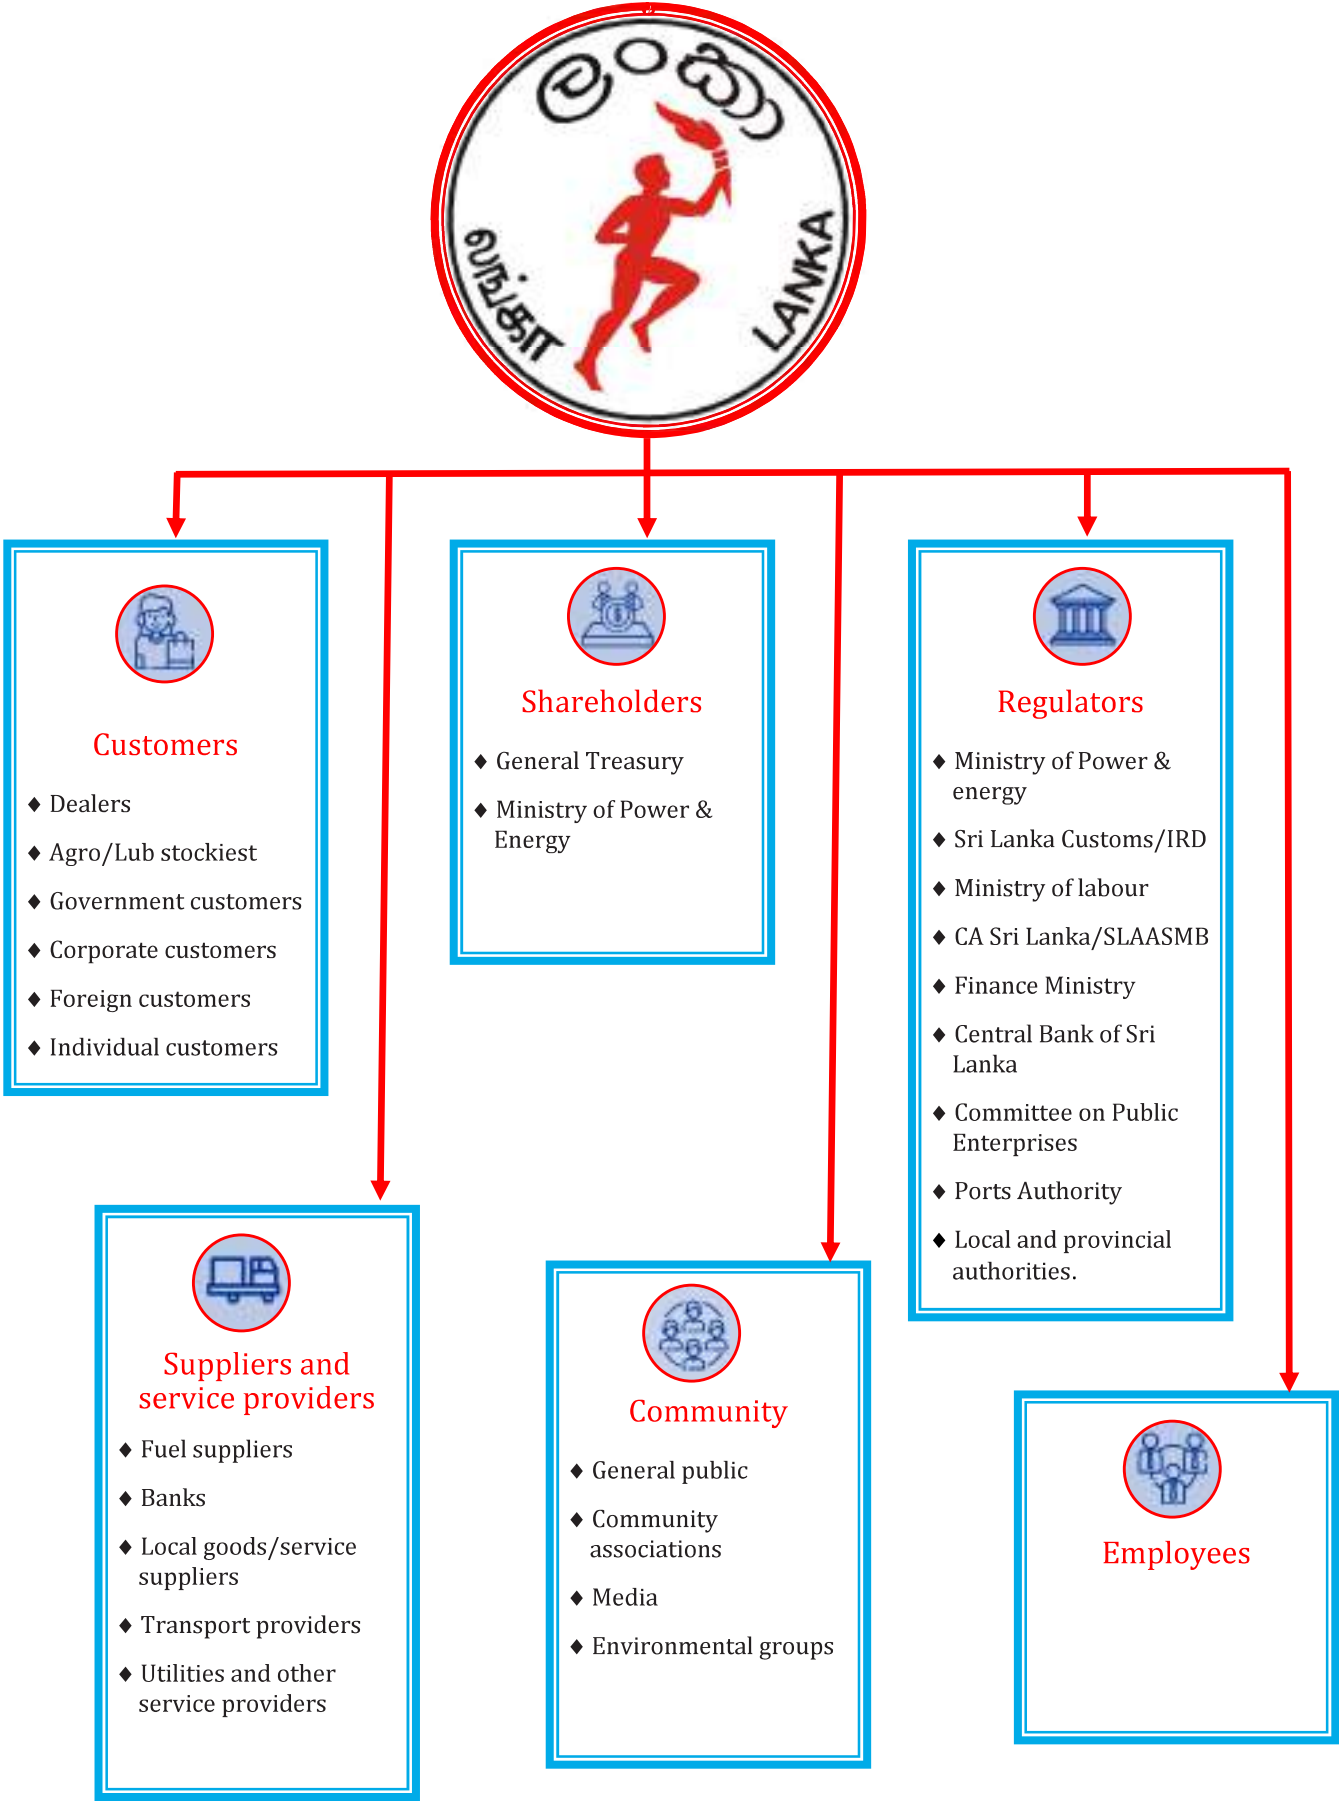 ලංකා
லங்கா
LANKA
Customers
♦ Dealers
♦ Agro/Lub stockiest
♦ Government customers
♦ Corporate customers
♦ Foreign customers
♦ Individual customers
Shareholders
♦ General Treasury
♦ Ministry of Power &
Energy
Regulators
♦ Ministry of Power &
energy
♦ Sri Lanka Customs/IRD
♦ Ministry of labour
♦ CA Sri Lanka/SLAASMB
♦ Finance Ministry
♦ Central Bank of Sri
Lanka
♦ Committee on Public
Enterprises
♦ Ports Authority
♦ Local and provincial
authorities.
Suppliers and
service providers
♦ Fuel suppliers
♦ Banks
♦ Local goods/service
suppliers
♦ Transport providers
♦ Utilities and other
service providers
Community
♦ General public
♦ Community
associations
♦ Media
♦ Environmental groups
Employees